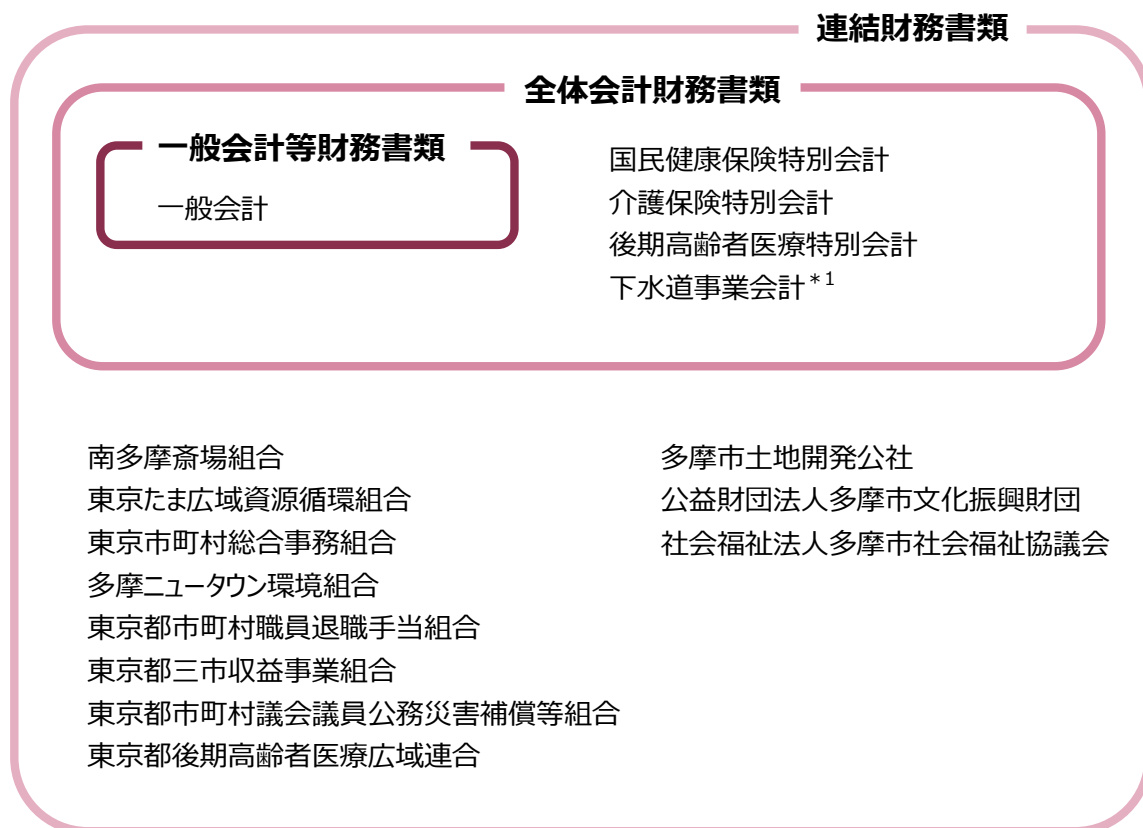 連結財務書類
全体会計財務書類
一般会計等財務書類
一般会計
国民健康保険特別会計
介護保険特別会計
後期高齢者医療特別会計
下水道事業会計*1
南多摩斎場組合
東京たま広域資源循環組合
東京市町村総合事務組合
多摩ニュータウン環境組合
東京都市町村職員退職手当組合
東京都三市収益事業組合
東京都市町村議会議員公務災害補償等組合
東京都後期高齢者医療広域連合
多摩市土地開発公社
公益財団法人多摩市文化振興財団
社会福祉法人多摩市社会福祉協議会